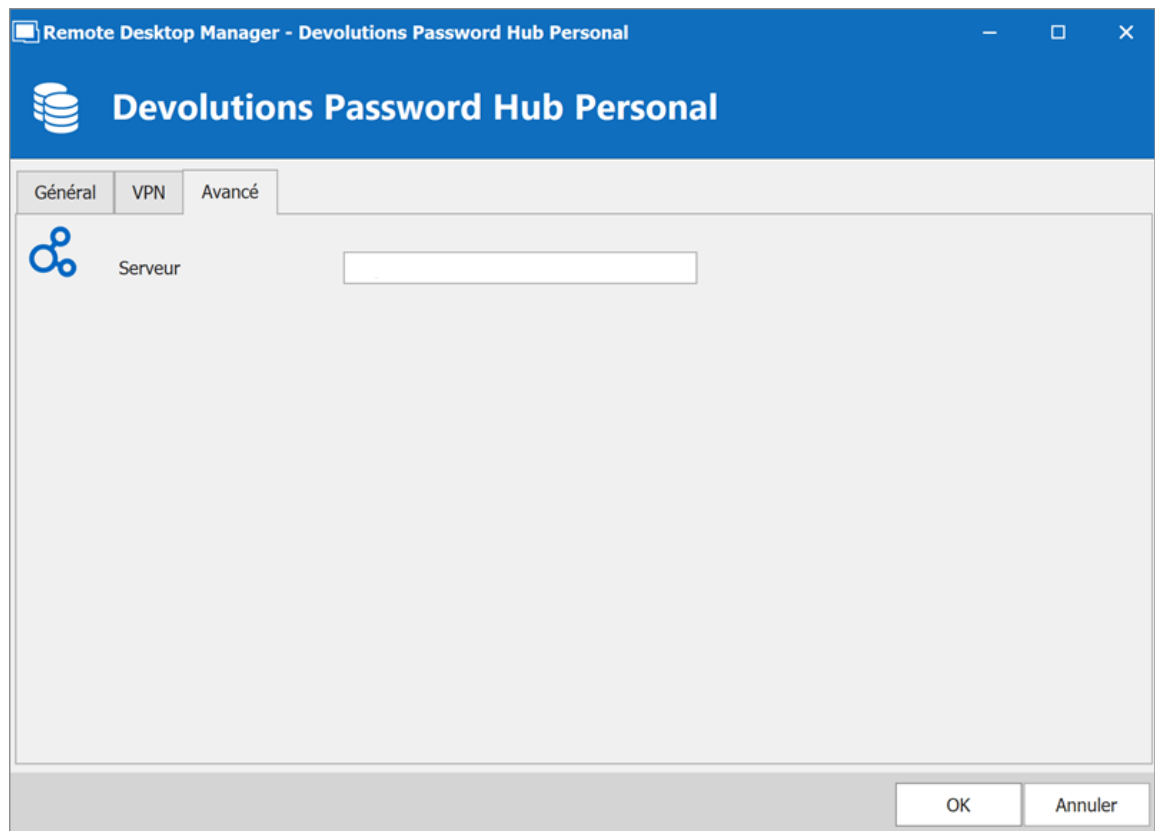 Remote Desktop Manager - Devolutions Password Hub Personal
Devolutions Password Hub Personal
Général VPN Avancé
Serveur
OK Annuler